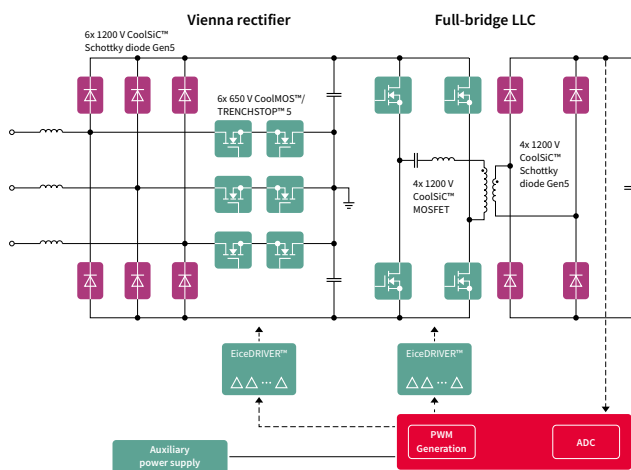 Vienna rectifier
Full-bridge LLC
6x 1200 V CoolSiC™
Schottky diode Gen5
6x 650 V CoolMOS™/
TRENCHSTOP™ 5
4x 1200 V
CoolSiC™
Schottky
diode Gen5
4x 1200 V
CoolSiC™
MOSFET
EiceDRIVER™
...
EiceDRIVER™
...
PWM
Generation
ADC
Auxiliary
power supply